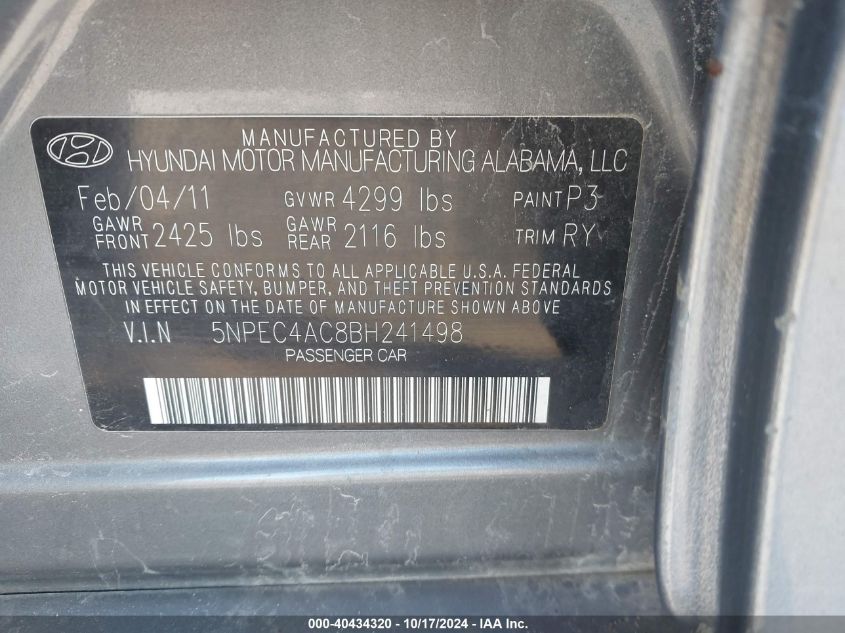 MANUFACTURED BY
HYUNDAI MOTOR MANUFACTURING ALABAMA, LLC
Feb/04/11 GVWR 4299 lbs PAINT P3
GAWR FRONT 2425 lbs GAWR REAR 2116 lbs TRIM RY
THIS VEHICLE CONFORMS TO ALL APPLICABLE U.S.A. FEDERAL
MOTOR VEHICLE SAFETY, BUMPER, AND THEFT PREVENTION STANDARDS
IN EFFECT ON THE DATE OF MANUFACTURE SHOWN ABOVE
V.I.N 5NPEC4AC8BH241498
PASSENGER CAR
000-40434320 - 10/17/2024 - IAA Inc.